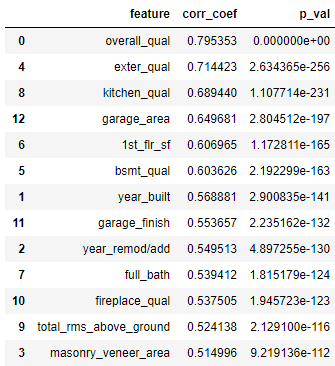 feature corr_coef p_val
0 overall_qual 0.795353 0.000000e+00
4 exter_qual 0.714423 2.634365e-256
8 kitchen_qual 0.689440 1.107714e-231
12 garage_area 0.649681 2.804512e-197
6 1st_flr_sf 0.606965 1.172811e-165
5 bsmt_qual 0.603626 2.192299e-163
1 year_built 0.568881 2.900835e-141
11 garage_finish 0.553657 2.235162e-132
2 year_remod/add 0.549513 4.897255e-130
7 full_bath 0.539412 1.815179e-124
10 fireplace_qual 0.537505 1.945723e-123
9 total_rms_above_ground 0.524138 2.129100e-116
3 masonry_veneer_area 0.514996 9.219136e-112